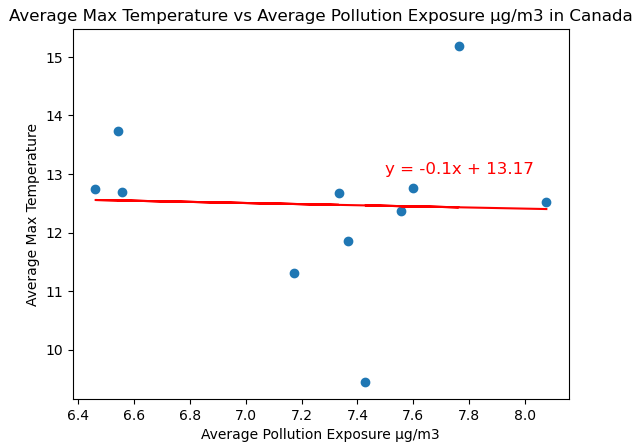 Average Max Temperature vs Average Pollution Exposure µg/m3 in Canada
15
14
13
12
11
10
Average Max Temperature
y = -0.1x + 13.17
6.4 6.6 6.8 7.0 7.2 7.4 7.6 7.8 8.0
Average Pollution Exposure µg/m3